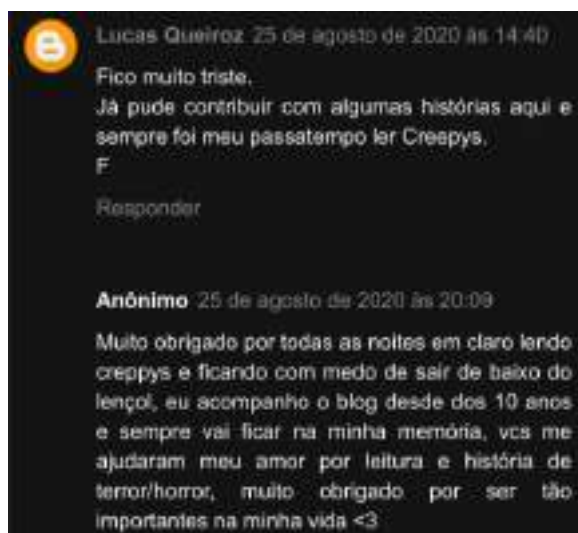 Lucas Queiroz 25 de agosto de 2020 às 14:40
Fico muito triste.
Já pude contribuir com algumas histórias aqui e
sempre foi meu passatempo ler Creepys.
F
Responder
Anônimo 25 de agosto de 2020 às 20:09
Muito obrigado por todas as noites em claro lendo
creppys e ficando com medo de sair de baixo do
lençol, eu acompanho o blog desde dos 10 anos
e sempre vai ficar na minha memória, vcs me
ajudaram meu amor por leitura e história de
terror/horror, muito obrigado por ser tão
importantes na minha vida <3